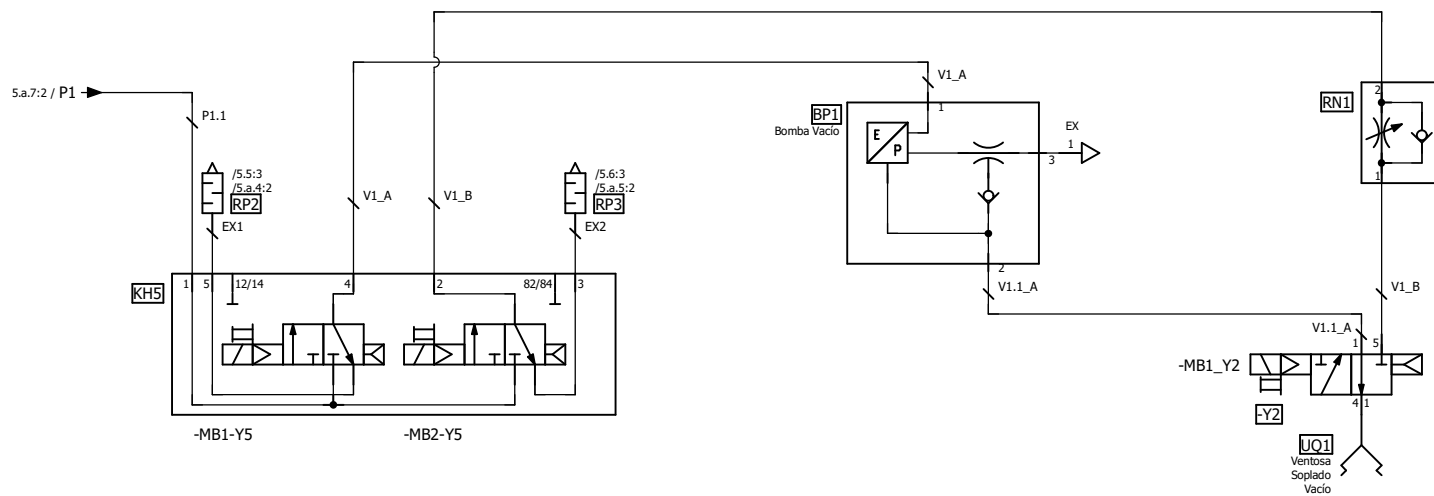 5.a.7:2 / P1
P1.1
/5.5:3
/5.a.4:2
RP2
EX1
V1_A
V1_B
/5.6:3
/5.a.5:2
RP3
EX2
V1_A
1
BP1
Bomba Vacío
E
P
EX
1
3
2
V1.1_A
2
RN1
1
V1_B
KH5
1
5
12/14
4
2
82/84
3
-MB1-Y5
-MB2-Y5
V1.1_A
1
5
-MB1_Y2
4
1
-Y2
UQ1
Ventosa
Soplado
Vacío